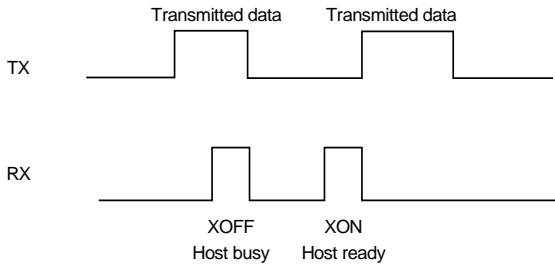 Transmitted data Transmitted data
TX
RX
XOFF XON
Host busy Host ready